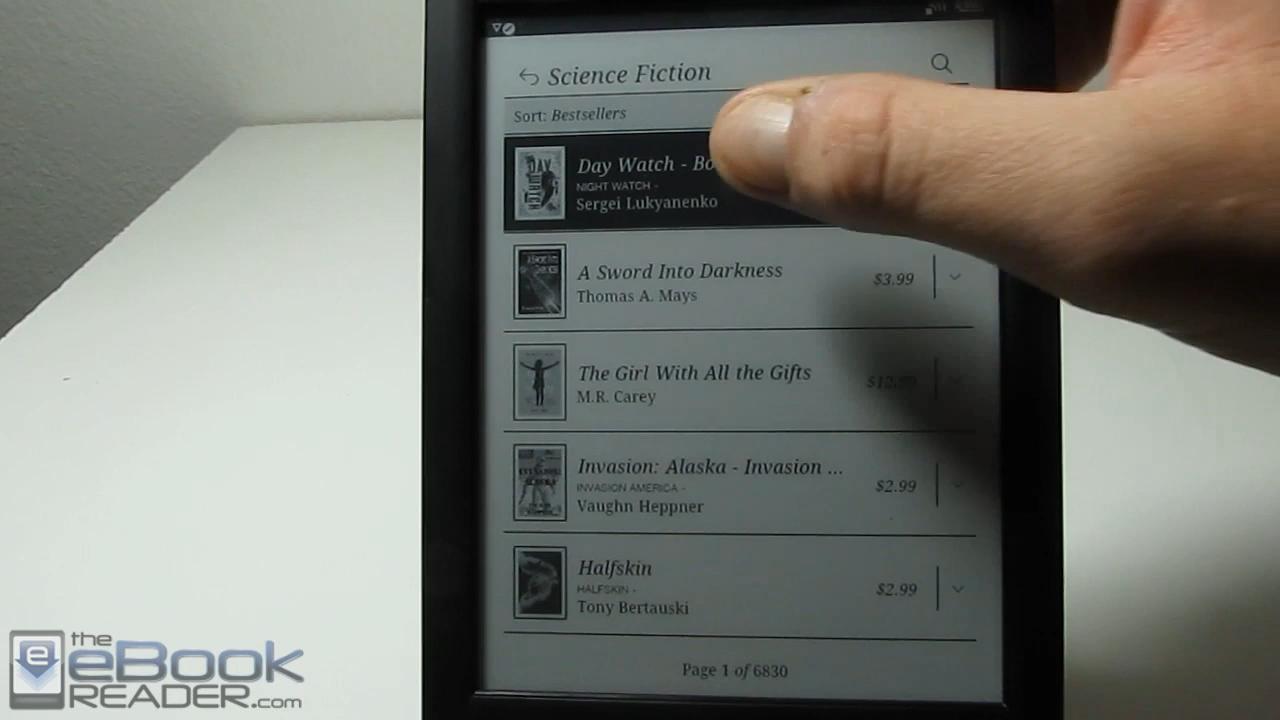 Science Fiction
Sort: Bestsellers
Day Watch - Bo
NIGHT WATCH -
Sergei Lukyanenko
A Sword Into Darkness
Thomas A. Mays
$3.99
The Girl With All the Gifts
M.R. Carey
Invasion: Alaska - Invasion ...
INVASION AMERICA -
Vaughn Heppner
$2.99
Halfskin
HALFSKIN -
Tony Bertauski
$2.99
Page 1 of 6830
the
eBook
READER.com